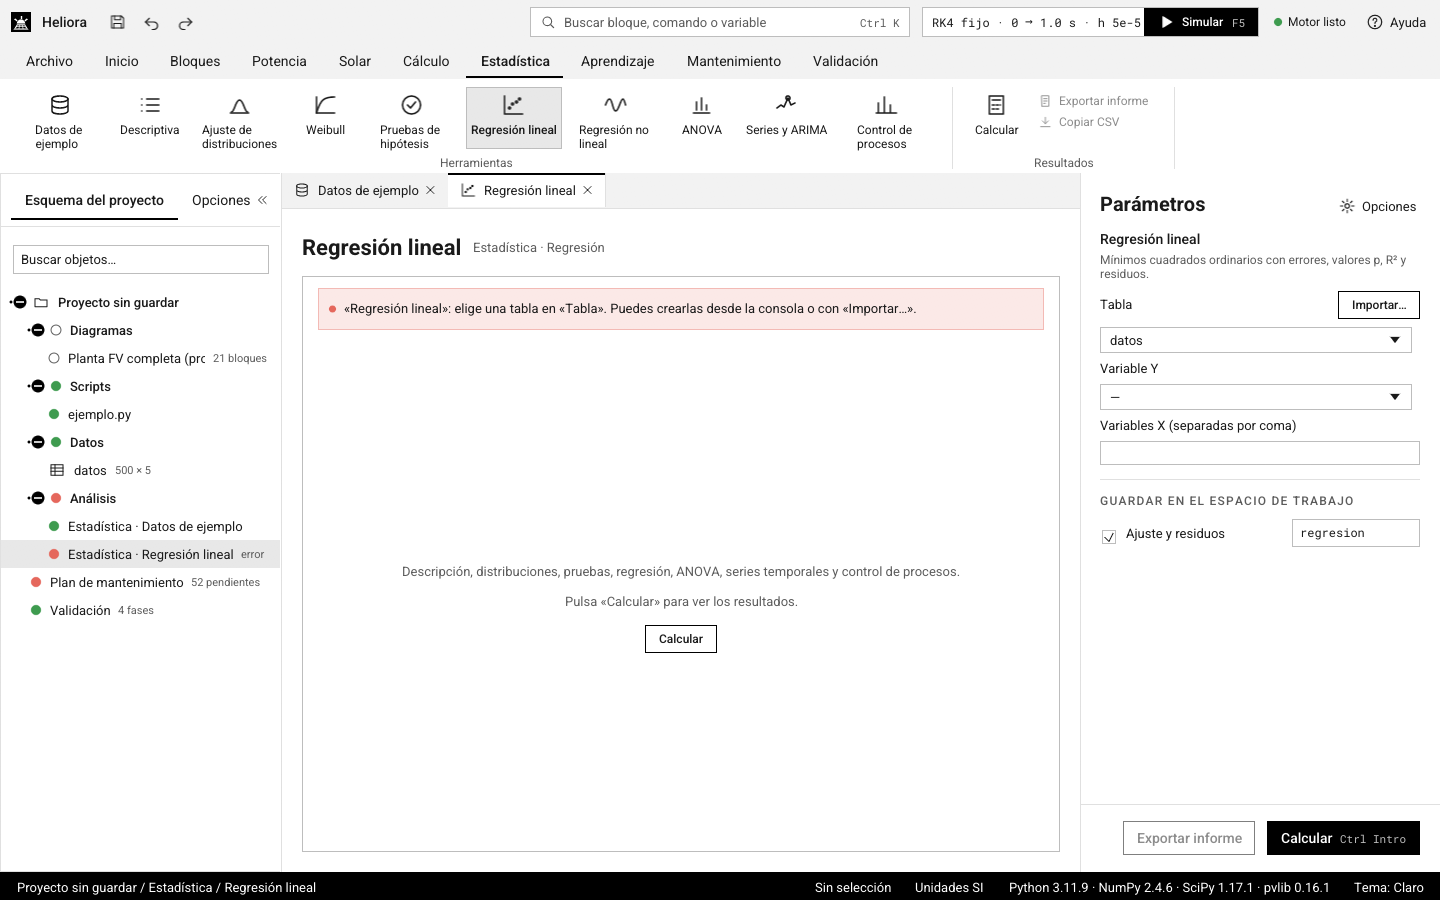 Heliora
Buscar bloque, comando o variable Ctrl K
RK4 fijo · 0 → 1.0 s · h 5e-5
Simular F5
Motor listo
Ayuda
Archivo Inicio Bloques Potencia Solar Cálculo Estadística Aprendizaje Mantenimiento Validación
Datos de ejemplo
Descriptiva
Ajuste de distribuciones
Weibull
Pruebas de hipótesis
Regresión lineal
Regresión no lineal
ANOVA
Series y ARIMA
Control de procesos
Herramientas
Calcular
Exportar informe
Copiar CSV
Resultados
Esquema del proyecto
Opciones
Buscar objetos...
Proyecto sin guardar
Diagramas
Planta FV completa (prc 21 bloques
Scripts
ejemplo.py
Datos
datos 500 × 5
Análisis
Estadística · Datos de ejemplo
Estadística · Regresión lineal error
Plan de mantenimiento 52 pendientes
Validación 4 fases
Datos de ejemplo
Regresión lineal
Regresión lineal Estadística · Regresión
«Regresión lineal»: elige una tabla en «Tabla». Puedes crearlas desde la consola o con «Importar...».
Descripción, distribuciones, pruebas, regresión, ANOVA, series temporales y control de procesos.
Pulsa «Calcular» para ver los resultados.
Calcular
Parámetros
Opciones
Regresión lineal
Mínimos cuadrados ordinarios con errores, valores p, R² y
residuos.
Tabla
Importar...
datos
Variable Y
—
Variables X (separadas por coma)
GUARDAR EN EL ESPACIO DE TRABAJO
Ajuste y residuos
regresion
Exportar informe
Calcular Ctrl Intro
Proyecto sin guardar / Estadística / Regresión lineal
Sin selección
Unidades SI
Python 3.11.9 · NumPy 2.4.6 · SciPy 1.17.1 · pvlib 0.16.1
Tema: Claro